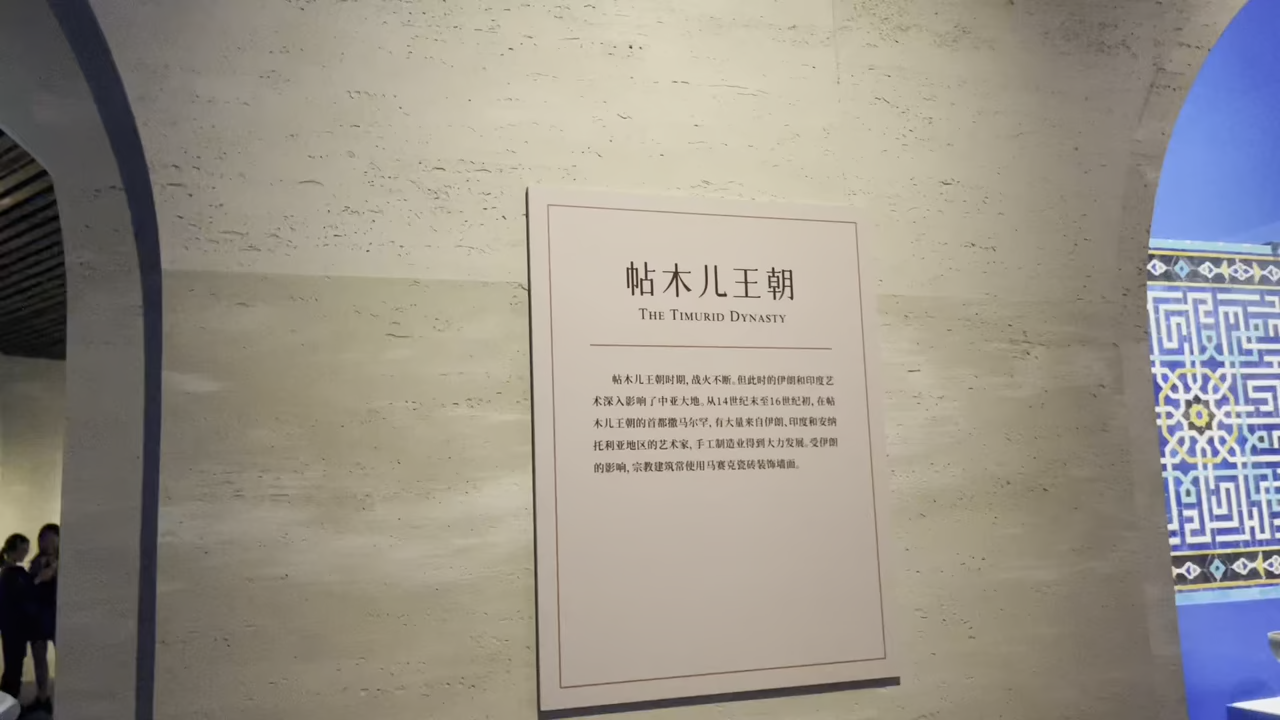 帖木儿王朝
THE TIMURID DYNASTY
帖木儿王朝时期，战火不断。但此时的伊朗和印度艺
术深入影响了中亚大地。从14世纪末至16世纪初，在帖
木儿王朝的首都撒马尔罕，有大量来自伊朗、印度和安纳
托利亚地区的艺术家，手工制造业得到大力发展。受伊朗
的影响，宗教建筑常使用马赛克瓷砖装饰墙面。